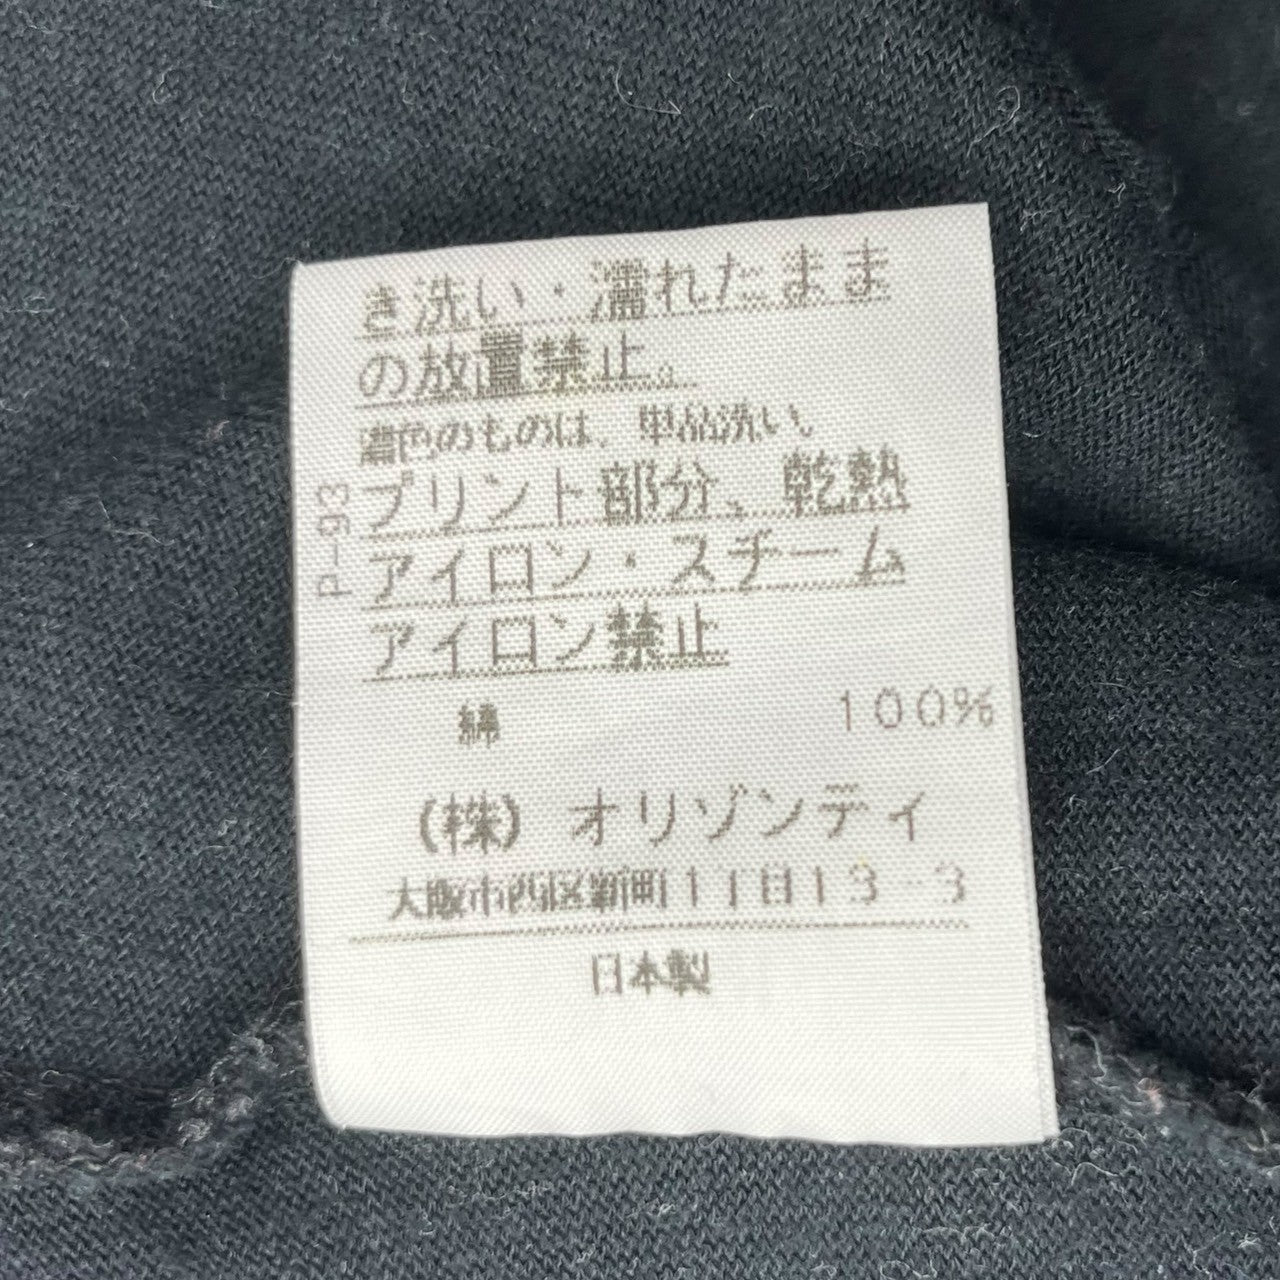 き洗い・濡れたまま
の放置禁止。
濃色のものは、単品洗い。
プリント部分、乾熱
アイロン・スチーム
アイロン禁止
P-93
綿 100%
(株) オリゾンティ
大阪市西区新町1丁目13-3
日本製